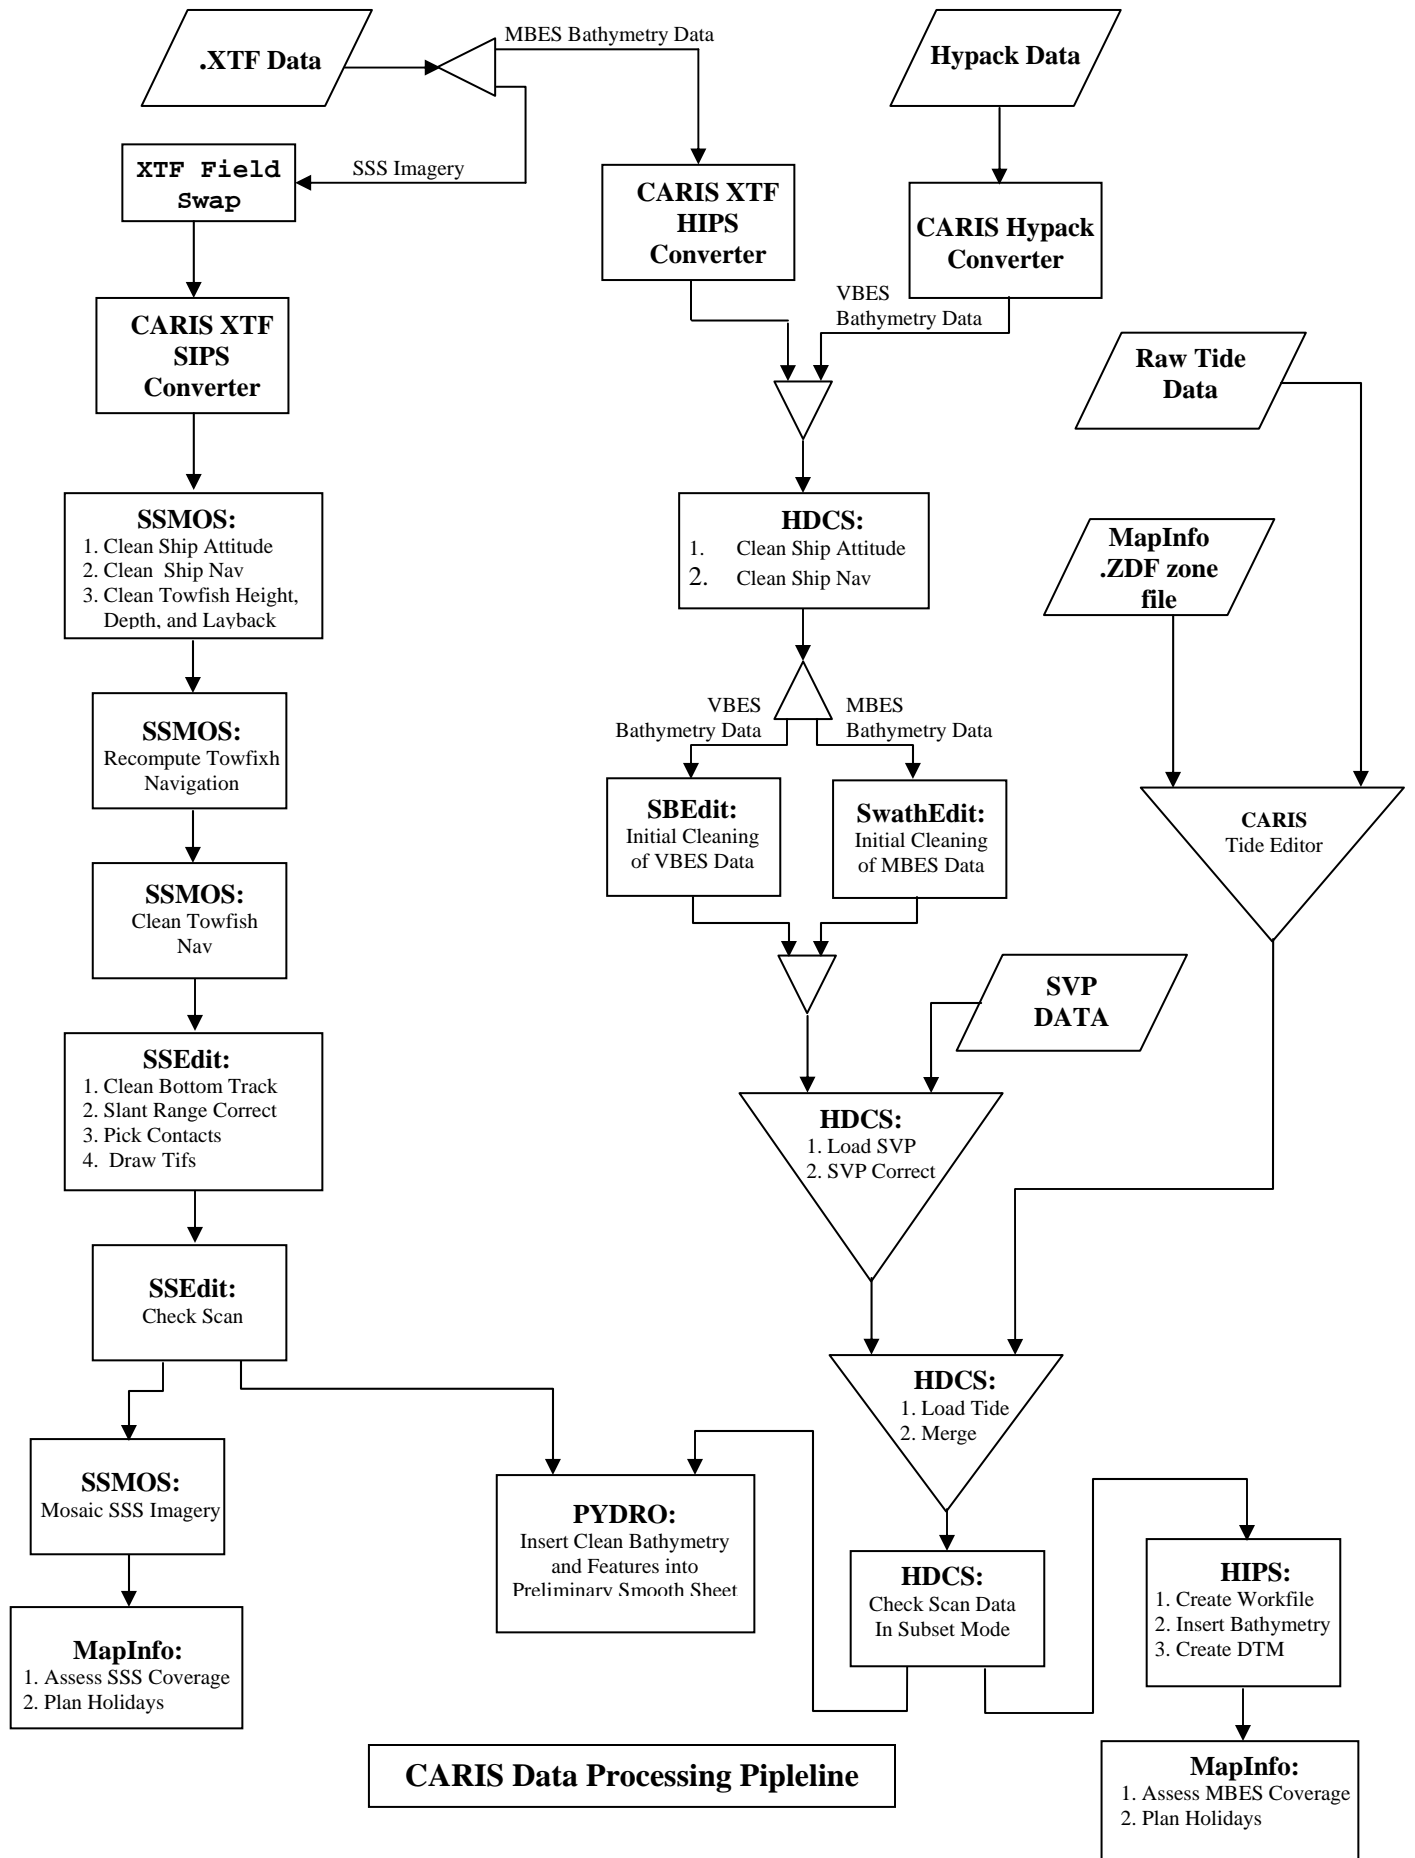 MBES Bathymetry Data
.XTF Data
Hypack Data
XTF Field
Swap
SSS Imagery
CARIS XTF
HIPS
Converter
CARIS Hypack
Converter
VBES
Bathymetry Data
CARIS XTF
SIPS
Converter
Raw Tide
Data
SSMOS:
1. Clean Ship Attitude
2. Clean Ship Nav
3. Clean Towfish Height,
Depth, and Layback
HDCS:
1. Clean Ship Attitude
2. Clean Ship Nav
MapInfo
.ZDF zone
file
SSMOS:
Recompute Towfixh
Navigation
VBES
Bathymetry Data
MBES
Bathymetry Data
SBEdit:
Initial Cleaning
of VBES Data
SwathEdit:
Initial Cleaning
of MBES Data
CARIS
Tide Editor
SSMOS:
Clean Towfish
Nav
SVP
DATA
SSEdit:
1. Clean Bottom Track
2. Slant Range Correct
3. Pick Contacts
4. Draw Tifs
HDCS:
1. Load SVP
2. SVP Correct
SSEdit:
Check Scan
HDCS:
1. Load Tide
2. Merge
SSMOS:
Mosaic SSS Imagery
PYDRO:
Insert Clean Bathymetry
and Features into
Preliminary Smooth Sheet
HDCS:
Check Scan Data
In Subset Mode
HIPS:
1. Create Workfile
2. Insert Bathymetry
3. Create DTM
MapInfo:
1. Assess SSS Coverage
2. Plan Holidays
CARIS Data Processing Pipleline
MapInfo:
1. Assess MBES Coverage
2. Plan Holidays